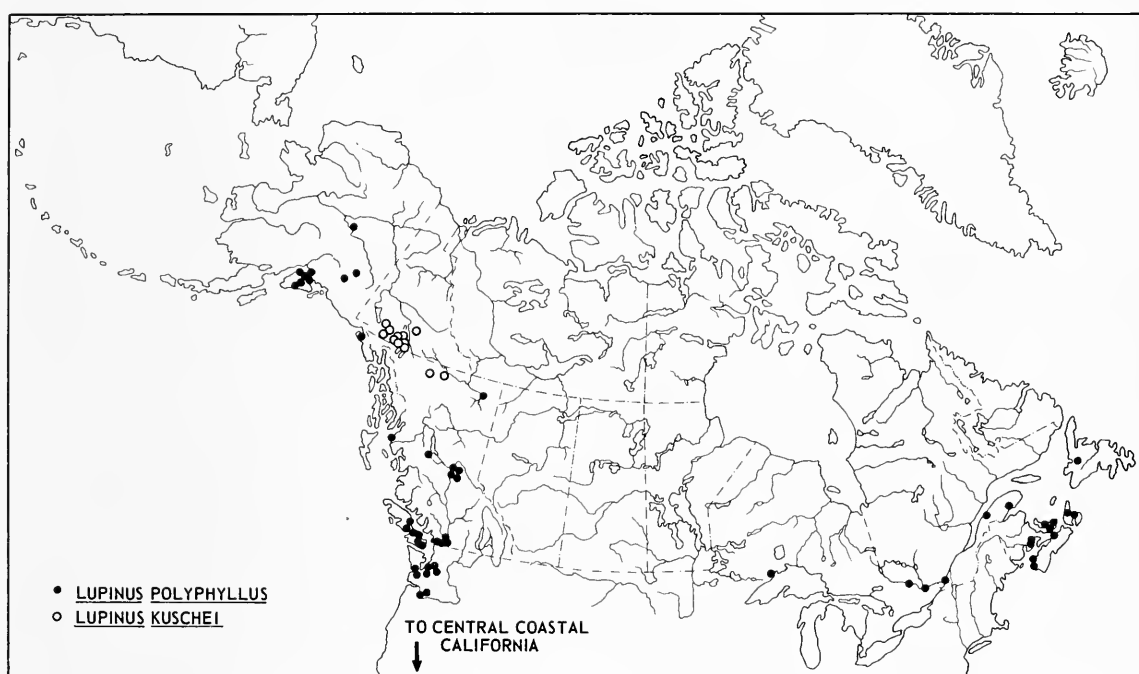 LUPINUS POLYPHYLLUS
LUPINUS KUSCHEI
TO CENTRAL COASTAL
CALIFORNIA